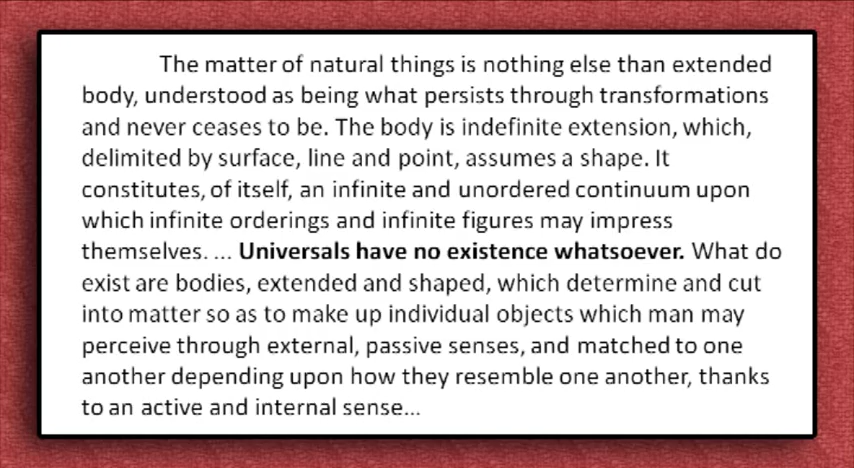 The matter of natural things is nothing else than extended
body, understood as being what persists through transformations
and never ceases to be. The body is indefinite extension, which,
delimited by surface, line and point, assumes a shape. It
constitutes, of itself, an infinite and unordered continuum upon
which infinite orderings and infinite figures may impress
themselves. ... Universals have no existence whatsoever. What do
exist are bodies, extended and shaped, which determine and cut
into matter so as to make up individual objects which man may
perceive through external, passive senses, and matched to one
another depending upon how they resemble one another, thanks
to an active and internal sense...